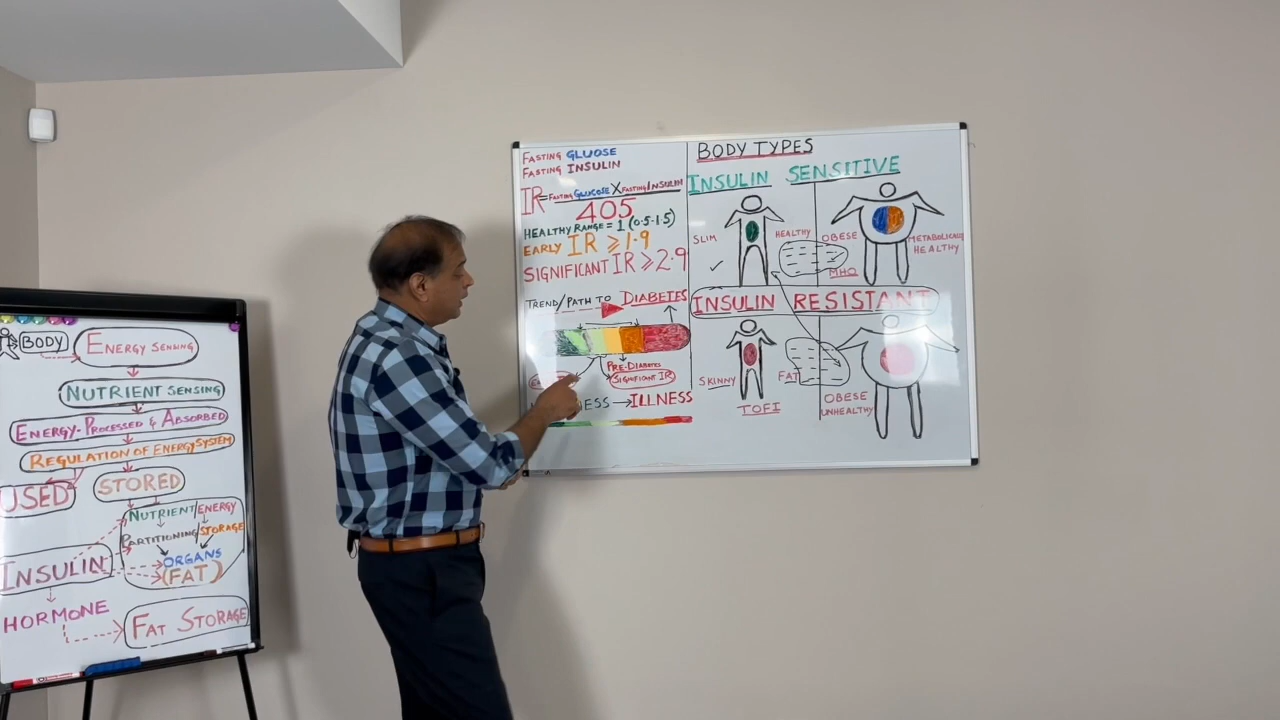 BODY
ENERGY SENSING
NUTRIENT SENSING
ENERGY-PROCESSED & ABSORBED
REGULATION OF ENERGY SYSTEM
USED
STORED
NUTRIENT/ENERGY
PARTITIONING/STORAGE
ORGANS
(FAT)
INSULIN
HORMONE
FAT STORAGE
FASTING GLUOSE
FASTING INSULIN
IR = FASTING GLUCOSE X FASTING INSULIN
405
HEALTHY RANGE = 1 (0.5-1.5)
EARLY IR ≥ 1.9
SIGNIFICANT IR ≥ 2.9
TREND/PATH TO DIABETES
PRE-DIABETES
SIGNIFICANT IR
→ ILLNESS
BODY TYPES
INSULIN SENSITIVE
SLIM
HEALTHY
✓
OBESE
METABOLICALLY
HEALTHY
MHO
INSULIN RESISTANT
SKINNY
FAT
TOFI
OBESE
UNHEALTHY